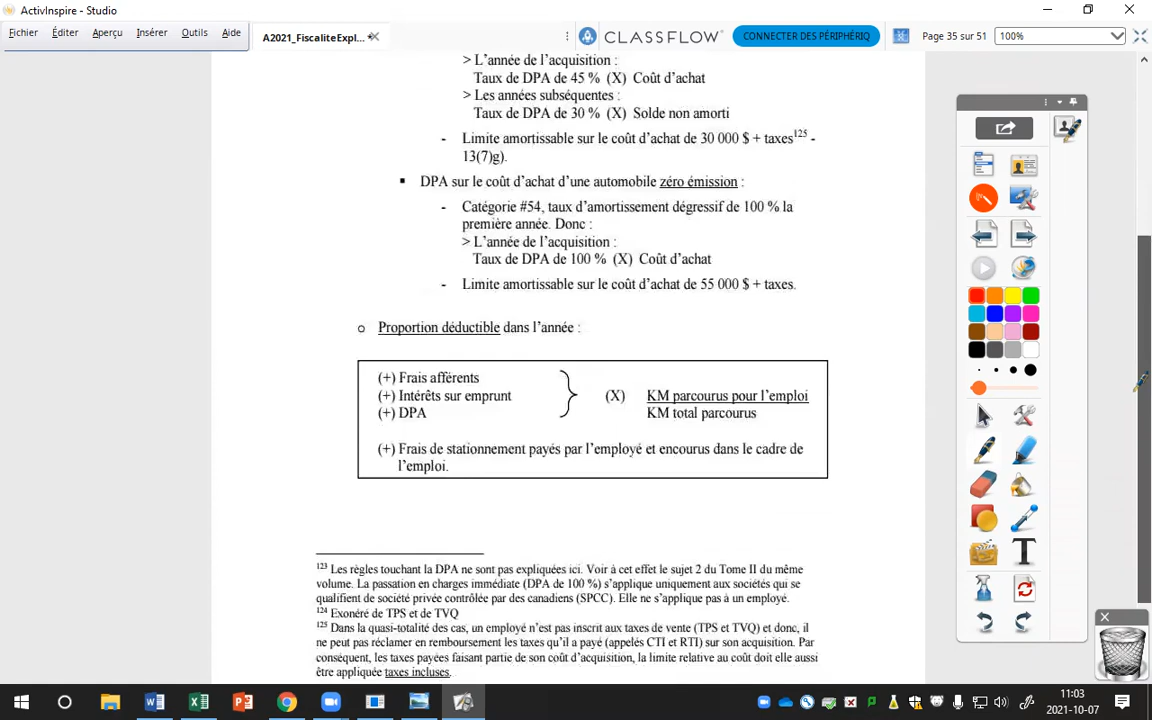 ActivInspire - Studio
Fichier Éditer Aperçu Insérer Outils Aide
A2021_FiscaliteExpl...
CLASSFLOW
CONNECTER DES PÉRIPHÉRIQ
Page 35 sur 51
100%
> L'année de l'acquisition :
Taux de DPA de 45 % (X) Coût d'achat
> Les années subséquentes :
Taux de DPA de 30 % (X) Solde non amorti
- Limite amortissable sur le coût d'achat de 30 000 $ + taxes125 -
13(7)g).
▪ DPA sur le coût d'achat d'une automobile zéro émission :
- Catégorie #54, taux d'amortissement dégressif de 100 % la
première année. Donc :
> L'année de l'acquisition :
Taux de DPA de 100 % (X) Coût d'achat
- Limite amortissable sur le coût d'achat de 55 000 $ + taxes.
o Proportion déductible dans l'année :
(+) Frais afférents
(+) Intérêts sur emprunt (X) KM parcourus pour l'emploi
(+) DPA KM total parcourus
(+) Frais de stationnement payés par l'employé et encourus dans le cadre de
l'emploi.
123 Les règles touchant la DPA ne sont pas expliquées ici. Voir à cet effet le sujet 2 du Tome II du même
volume. La passation en charges immédiate (DPA de 100 %) s'applique uniquement aux sociétés qui se
qualifient de société privée contrôlée par des canadiens (SPCC). Elle ne s'applique pas à un employé.
124 Exonéré de TPS et de TVQ
125 Dans la quasi-totalité des cas, un employé n'est pas inscrit aux taxes de vente (TPS et TVQ) et donc, il
ne peut pas réclamer en remboursement les taxes qu'il a payé (appelés CTI et RTI) sur son acquisition. Par
conséquent, les taxes payées faisant partie de son coût d'acquisition, la limite relative au coût doit elle aussi
être appliquée taxes incluses.
11:03
2021-10-07